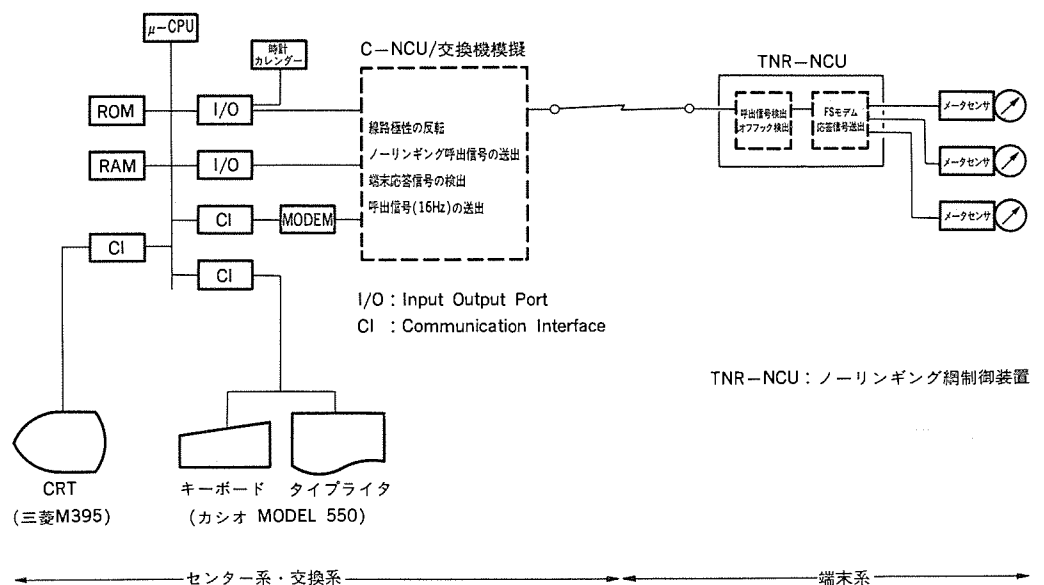 μ-CPU
時計
カレンダー
C-NCU/交換機模擬
TNR-NCU
ROM
I/O
RAM
I/O
CI
MODEM
CI
CI
線路極性の反転
ノーリンギング呼出信号の送出
端末応答信号の検出
呼出信号(16Hz)の送出
呼出信号検出
オフフック検出
FSモデム
応答信号送出
メータセンサ
メータセンサ
メータセンサ
I/O : Input Output Port
CI : Communication Interface
TNR-NCU : ノーリンギング網制御装置
CRT
(三菱M395)
キーボード
タイプライタ
(カシオ MODEL 550)
センター系・交換系
端末系